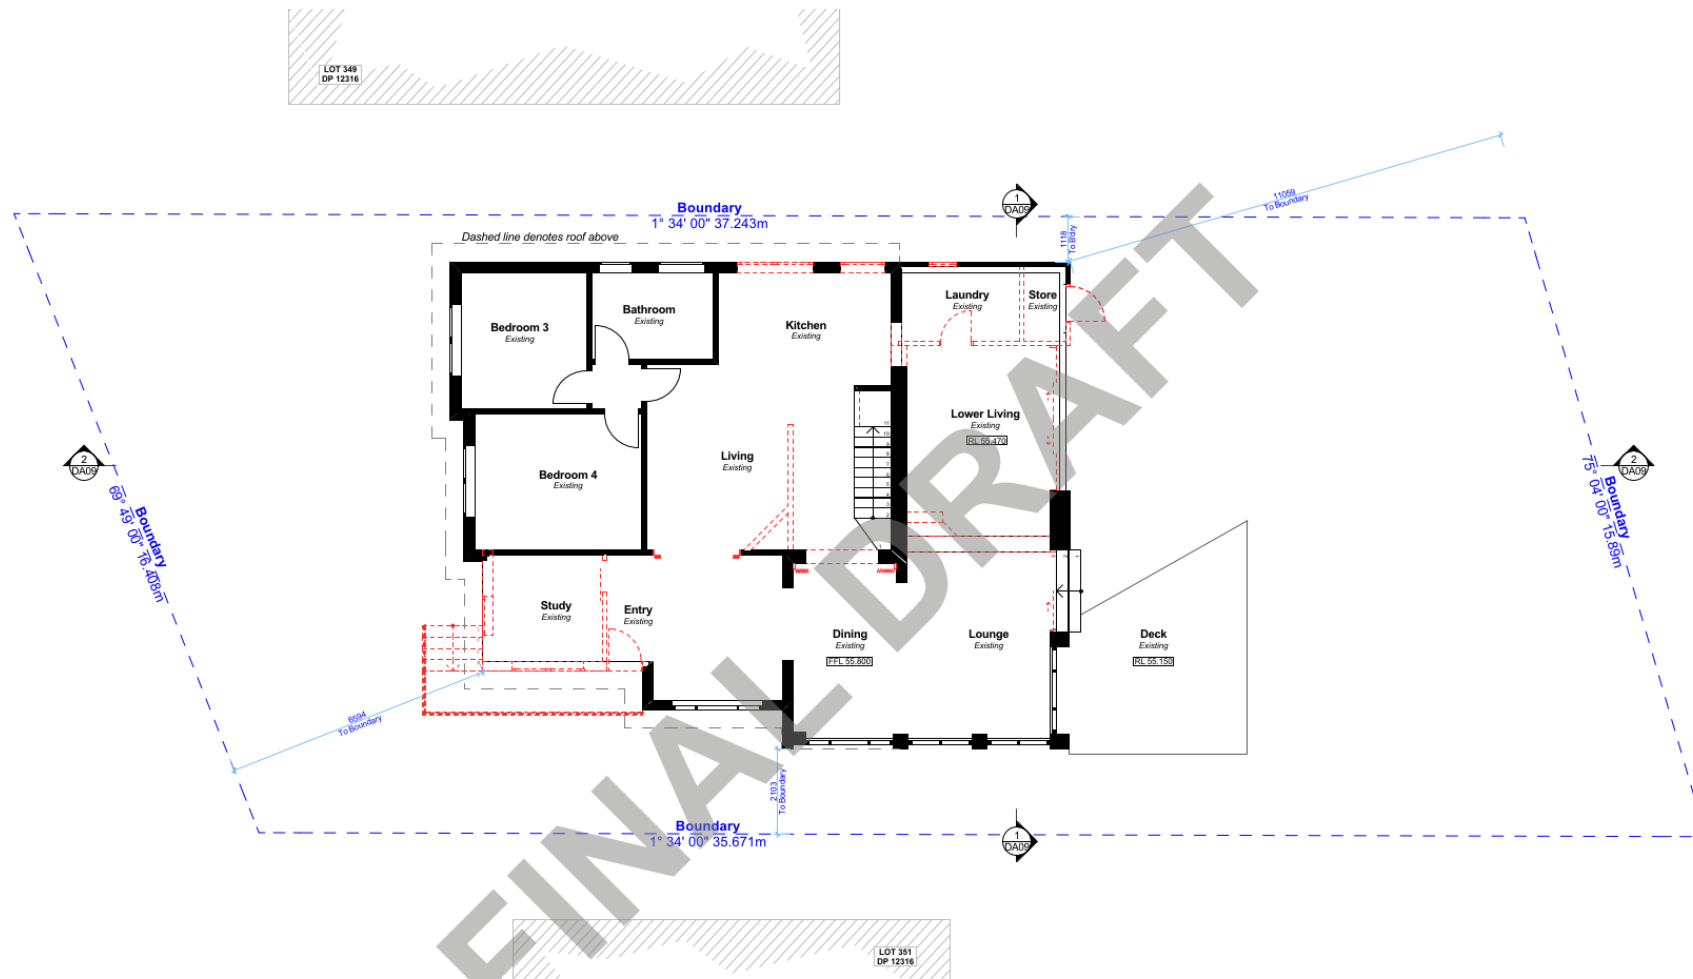 LOT 349
DP 12316
Boundary
1° 34' 00" 37.243m
Dashed line denotes roof above
1
DA09
11059
To Boundary
1118
To Bdry
Bedroom 3
Existing
Bathroom
Existing
Kitchen
Existing
Laundry
Existing
Store
Existing
Bedroom 4
Existing
Living
Existing
Lower Living
Existing
RL 55.470
2
DA09
2
DA09
Boundary
69° 49' 00" 16.408m
Boundary
75° 04' 00" 15.89m
Study
Existing
Entry
Existing
Dining
Existing
FFL 55.800
Lounge
Existing
Deck
Existing
RL 55.150
6594
To Boundary
2103
To Boundary
Boundary
1° 34' 00" 35.671m
1
DA09
LOT 351
DP 12316
FINAL DRAFT